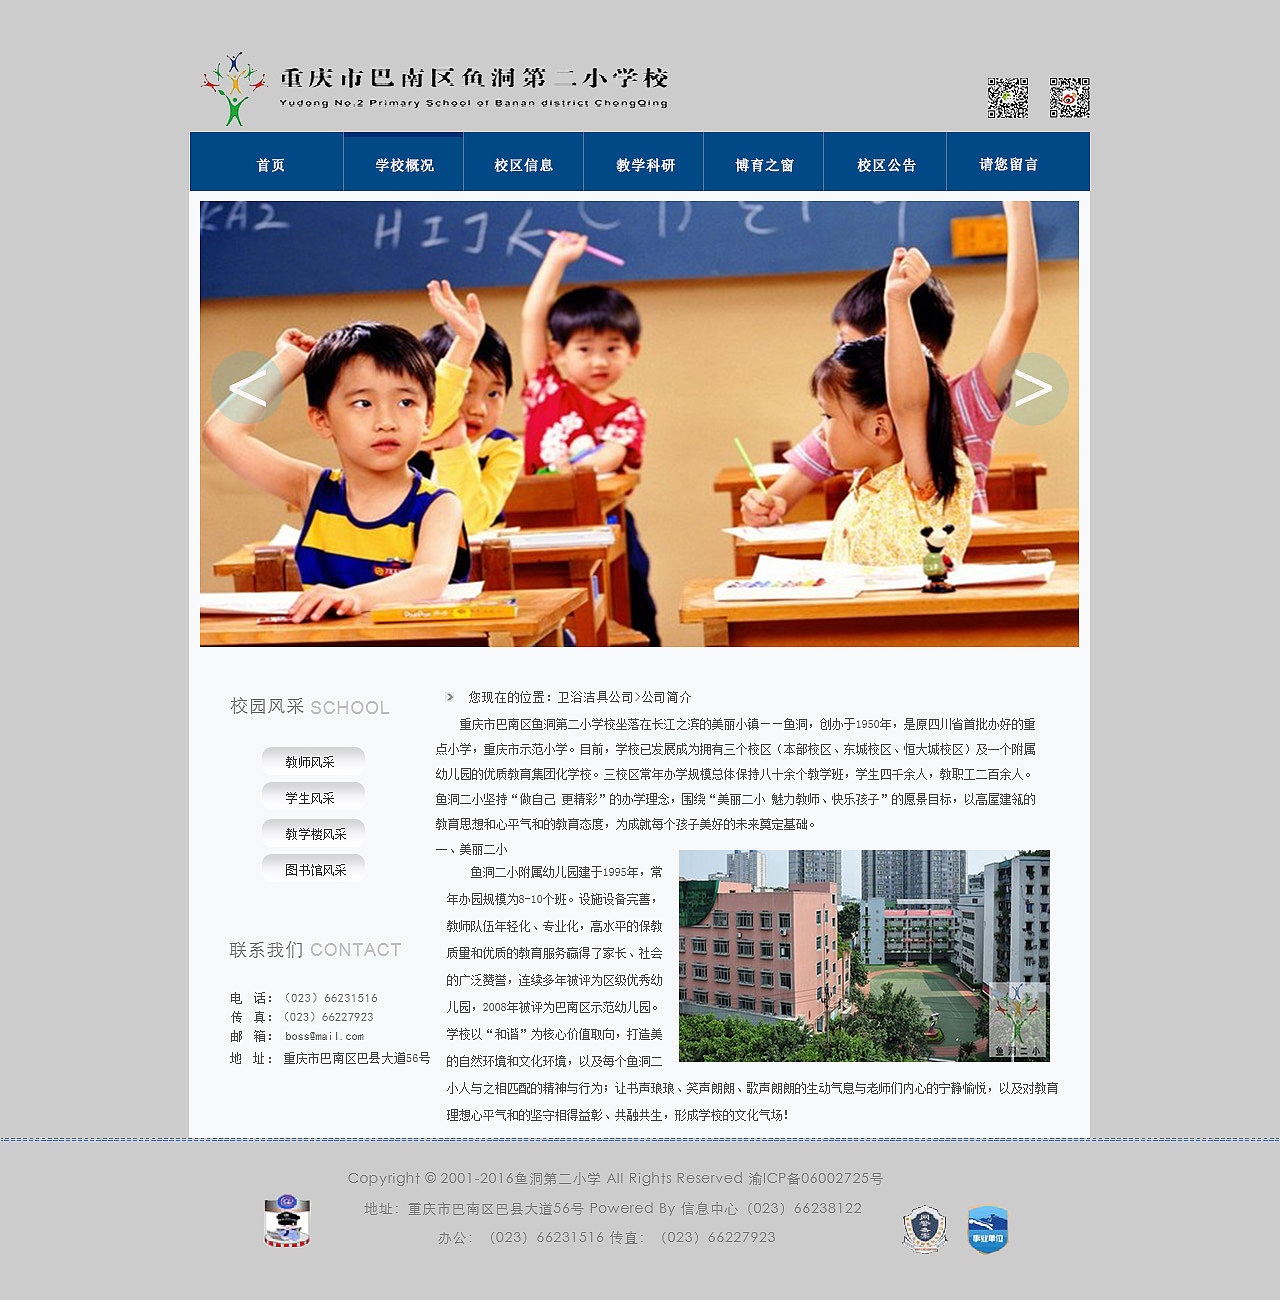 重庆市巴南区鱼洞第二小学校
Yudong No.2 Primary School of Banan district ChongQing
首页 学校概况 校区信息 教学科研 博育之窗 校区公告 请您留言
KA2 HIJK
< >
校园风采 SCHOOL
教师风采
学生风采
教学楼风采
图书馆风采
联系我们 CONTACT
电 话：（023）66231516
传 真：（023）66227923
邮 箱： boss@mail.com
地 址：重庆市巴南区巴县大道56号
您现在的位置：卫浴洁具公司>公司简介
重庆市巴南区鱼洞第二小学校坐落在长江之滨的美丽小镇——鱼洞，创办于1950年，是原四川省首批办好的重
点小学，重庆市示范小学。目前，学校已发展成为拥有三个校区（本部校区、东城校区、恒大城校区）及一个附属
幼儿园的优质教育集团化学校。三校区常年办学规模总体保持八十余个教学班，学生四千余人，教职工二百余人。
鱼洞二小坚持“做自己 更精彩”的办学理念，围绕“美丽二小 魅力教师、快乐孩子”的愿景目标，以高屋建瓴的
教育思想和心平气和的教育态度，为成就每个孩子美好的未来奠定基础。
一、美丽二小
鱼洞二小附属幼儿园建于1995年，常
年办园规模为8-10个班。设施设备完善，
教师队伍年轻化、专业化，高水平的保教
质量和优质的教育服务赢得了家长、社会
的广泛赞誉，连续多年被评为区级优秀幼
儿园，2008年被评为巴南区示范幼儿园。
学校以“和谐”为核心价值取向，打造美
的自然环境和文化环境，以及每个鱼洞二
小人与之相匹配的精神与行为；让书声琅琅、笑声朗朗、歌声朗朗的生动气息与老师们内心的宁静愉悦，以及对教育
理想心平气和的坚守相得益彰、共融共生，形成学校的文化气场！
鱼洞二小
Copyright © 2001-2016鱼洞第二小学 All Rights Reserved 渝ICP备06002725号
地址：重庆市巴南区巴县大道56号 Powered By 信息中心（023）66238122
办公：（023）66231516 传直：（023）66227923
网警备案
事业单位